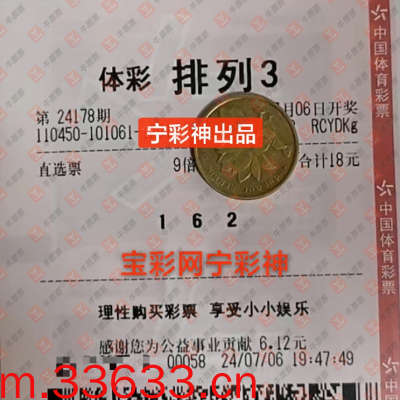 体彩 排列3
第 24178期 月06日开奖
110450-101061- RCYDKg
宁彩神出品
直选票 9倍 合计18元
1 6 2
宝彩网宁彩神
理性购买彩票 享受小小娱乐
感谢您为公益事业贡献 6.12元
00058 24/07/06 19:47:49
m.33633.cn
中国体育彩票
中国体育彩票